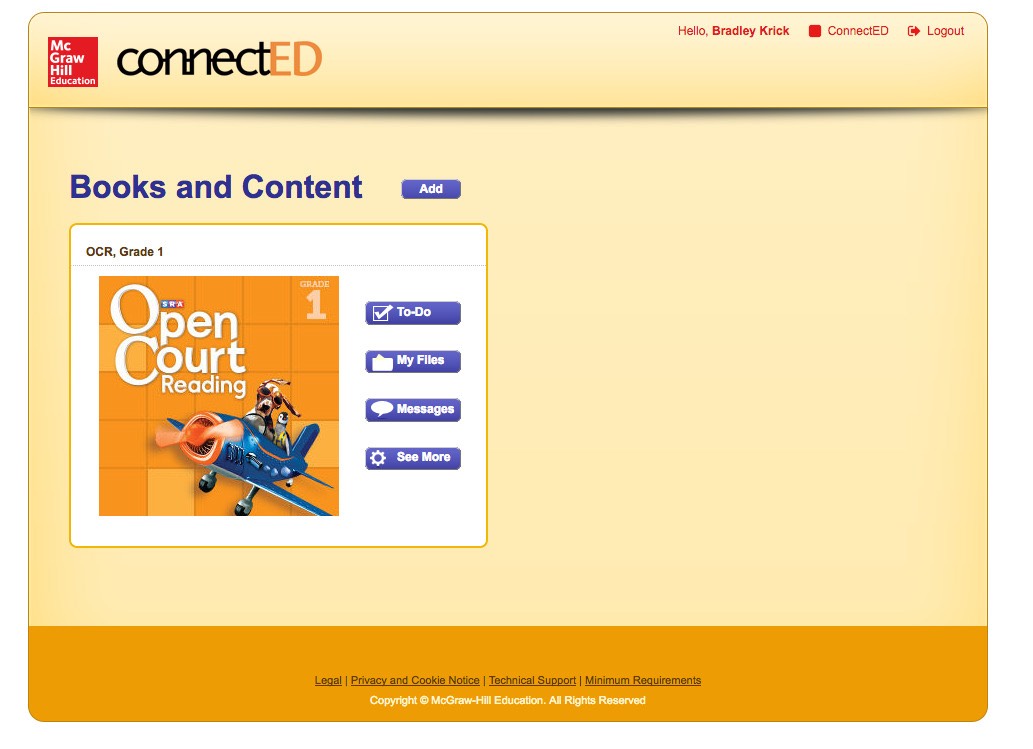 Hello, Bradley Krick ConnectED Logout
Mc
Graw
Hill
Education
connectED
Books and Content Add
OCR, Grade 1
GRADE
1
SRA
Open
Court
Reading
To-Do
My Files
Messages
See More
Legal | Privacy and Cookie Notice | Technical Support | Minimum Requirements
Copyright © McGraw-Hill Education. All Rights Reserved